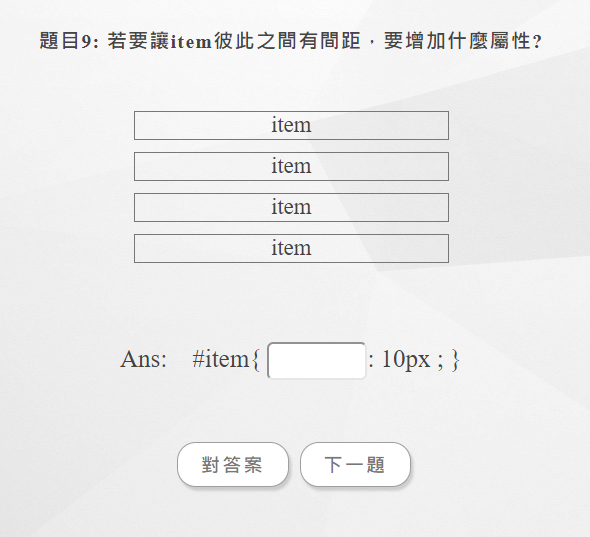 題目9: 若要讓item彼此之間有間距，要增加什麼屬性?
item
item
item
item
Ans: #item{ : 10px ; }
對答案
下一題